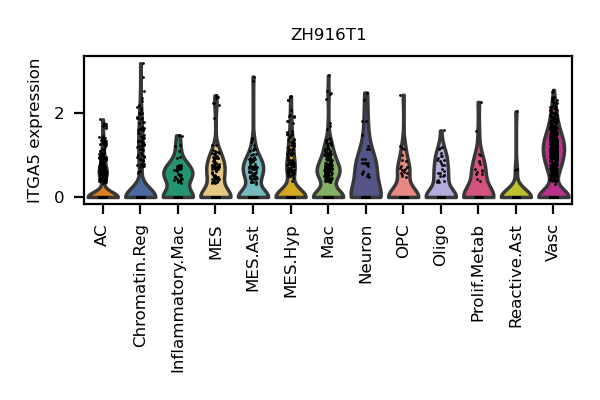 ZH916T1
ITGA5 expression
2
0
AC
Chromatin.Reg
Inflammatory.Mac
MES
MES.Ast
MES.Hyp
Mac
Neuron
OPC
Oligo
Prolif.Metab
Reactive.Ast
Vasc